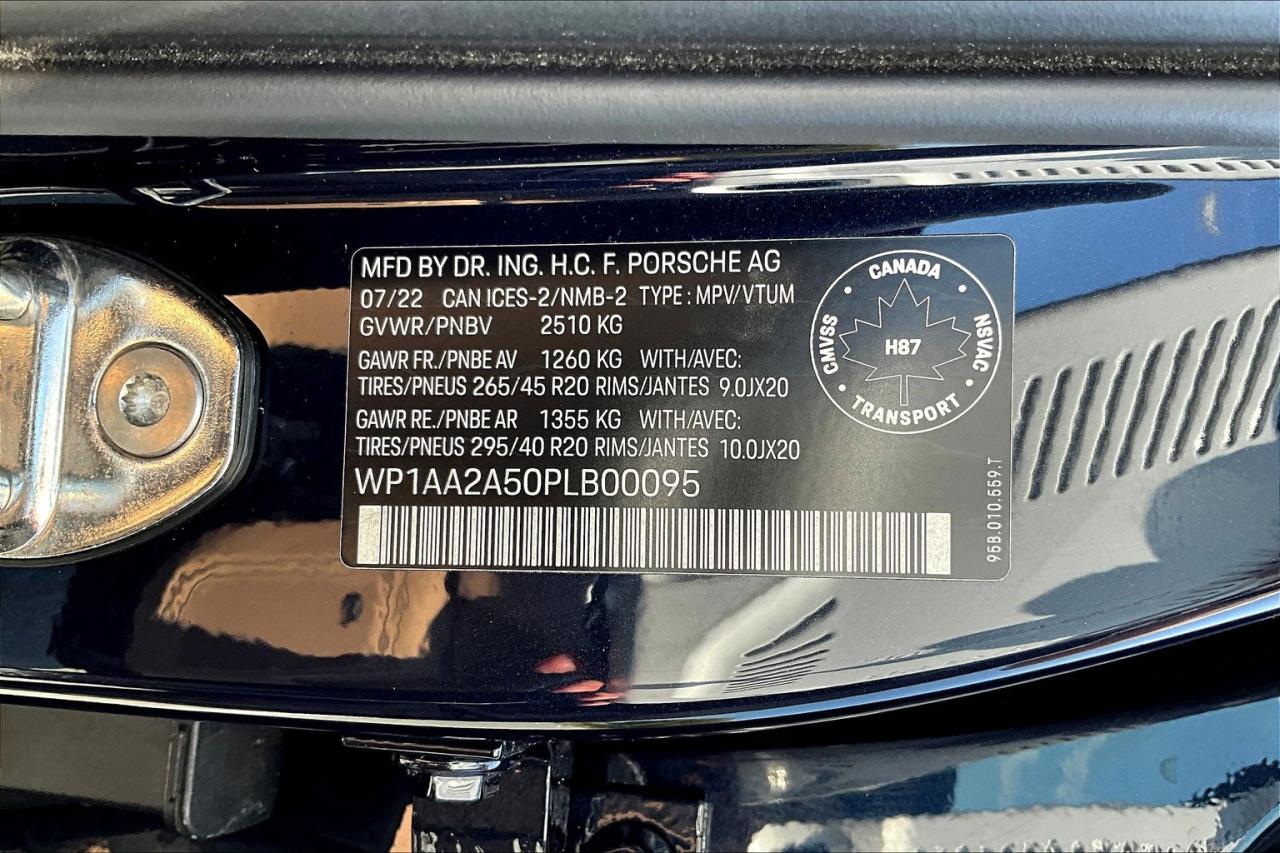 MFD BY DR. ING. H.C. F. PORSCHE AG
07/22 CAN ICES-2/NMB-2 TYPE : MPV/VTUM
GVWR/PNBV 2510 KG
GAWR FR./PNBE AV 1260 KG WITH/AVEC:
TIRES/PNEUS 265/45 R20 RIMS/JANTES 9.0JX20
GAWR RE./PNBE AR 1355 KG WITH/AVEC:
TIRES/PNEUS 295/40 R20 RIMS/JANTES 10.0JX20
WP1AA2A50PLB00095
CANADA
CMVSS
NSVAC
H87
• TRANSPORT •
95B.010.559.T